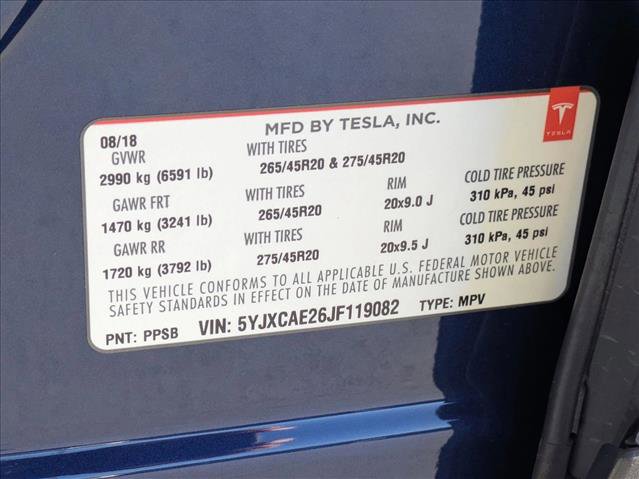 MFD BY TESLA, INC.
TESLA
08/18
GVWR WITH TIRES
2990 kg (6591 lb) 265/45R20 & 275/45R20
GAWR FRT WITH TIRES RIM COLD TIRE PRESSURE
1470 kg (3241 lb) 265/45R20 20x9.0 J 310 kPa, 45 psi
GAWR RR WITH TIRES RIM COLD TIRE PRESSURE
1720 kg (3792 lb) 275/45R20 20x9.5 J 310 kPa, 45 psi
THIS VEHICLE CONFORMS TO ALL APPLICABLE U.S. FEDERAL MOTOR VEHICLE
SAFETY STANDARDS IN EFFECT ON THE DATE OF MANUFACTURE SHOWN ABOVE.
PNT: PPSB VIN: 5YJXCAE26JF119082 TYPE: MPV